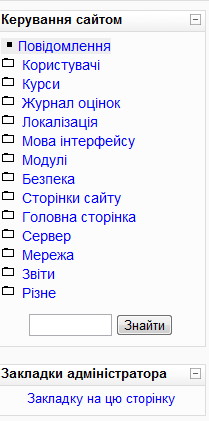 Керування сайтом
Повідомлення
Користувачі
Курси
Журнал оцінок
Локалізація
Мова інтерфейсу
Модулі
Безпека
Сторінки сайту
Головна сторінка
Сервер
Мережа
Звіти
Різне
Знайти
Закладки адміністратора
Закладку на цю сторінку